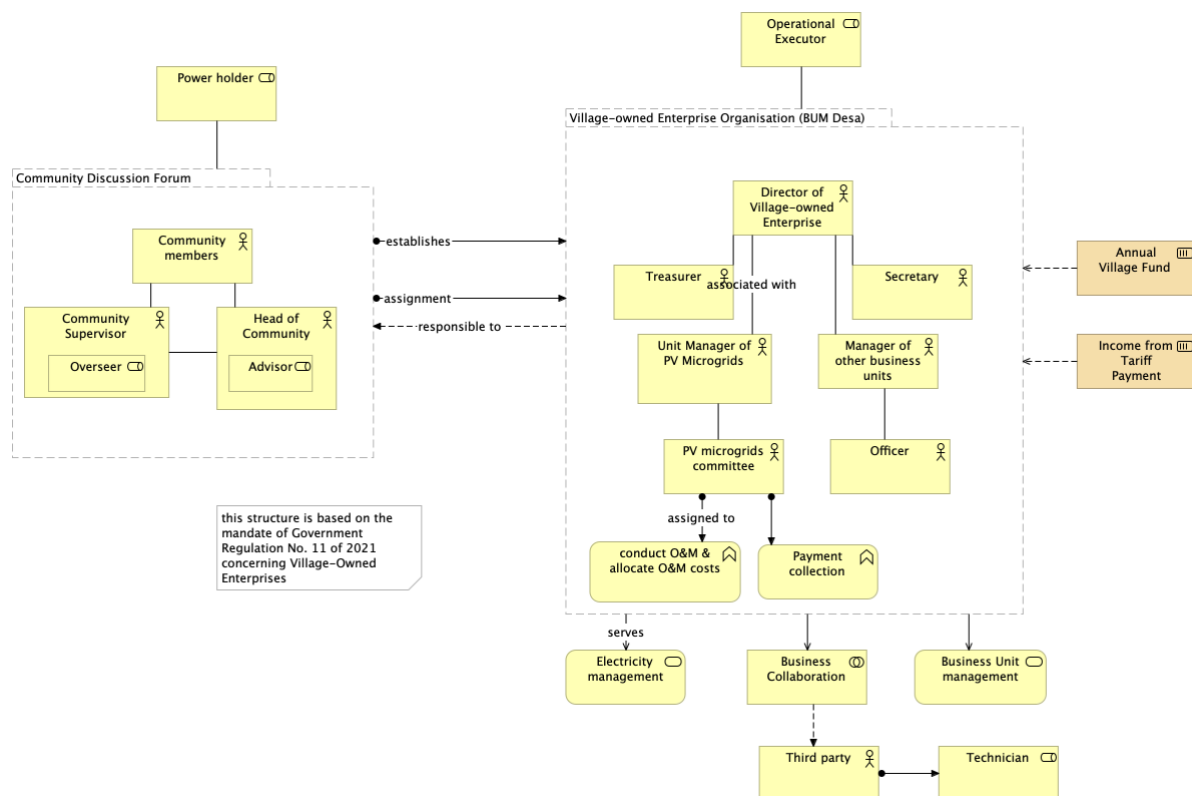 Operational
Executor
Power holder
Village-owned Enterprise Organisation (BUM Desa)
Community Discussion Forum
Director of
Village-owned
Enterprise
Community
members
establishes
Annual
Village Fund
Treasurer
associated with
Secretary
assignment
Community
Supervisor
Head of
Community
responsible to
Unit Manager of
PV Microgrids
Manager of
other business
units
Income from
Tariff
Payment
Overseer
Advisor
PV microgrids
committee
Officer
this structure is based on the
mandate of Government
Regulation No. 11 of 2021
concerning Village-Owned
Enterprises
assigned to
conduct O&M &
allocate O&M costs
Payment
collection
serves
Electricity
management
Business
Collaboration
Business Unit
management
Third party
Technician